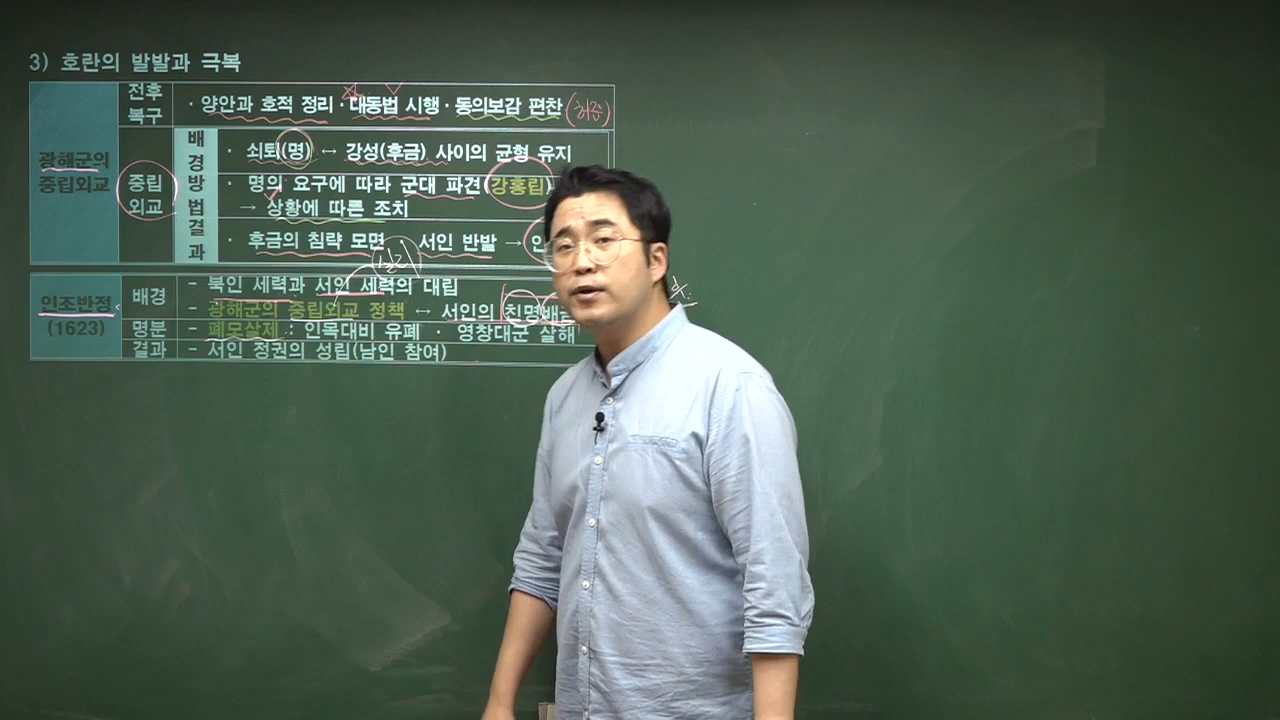 3) 호란의 발발과 극복
광해군의
중립외교
전후
복구
· 양안과 호적 정리 · 대동법 시행 · 동의보감 편찬 (허준)
중립
외교
배경
· 쇠퇴(명) ↔ 강성(후금) 사이의 균형 유지
방법
· 명의 요구에 따라 군대 파견(강홍립)
→ 상황에 따른 조치
결과
· 후금의 침략 모면
서인 반발 →
(실리)
인조반정
(1623)
배경
- 북인 세력과 서인 세력의 대립
- 광해군의 중립외교 정책 ↔ 서인의 친명배금
명분
- 폐모살제 : 인목대비 유폐 · 영창대군 살해
결과
- 서인 정권의 성립(남인 참여)